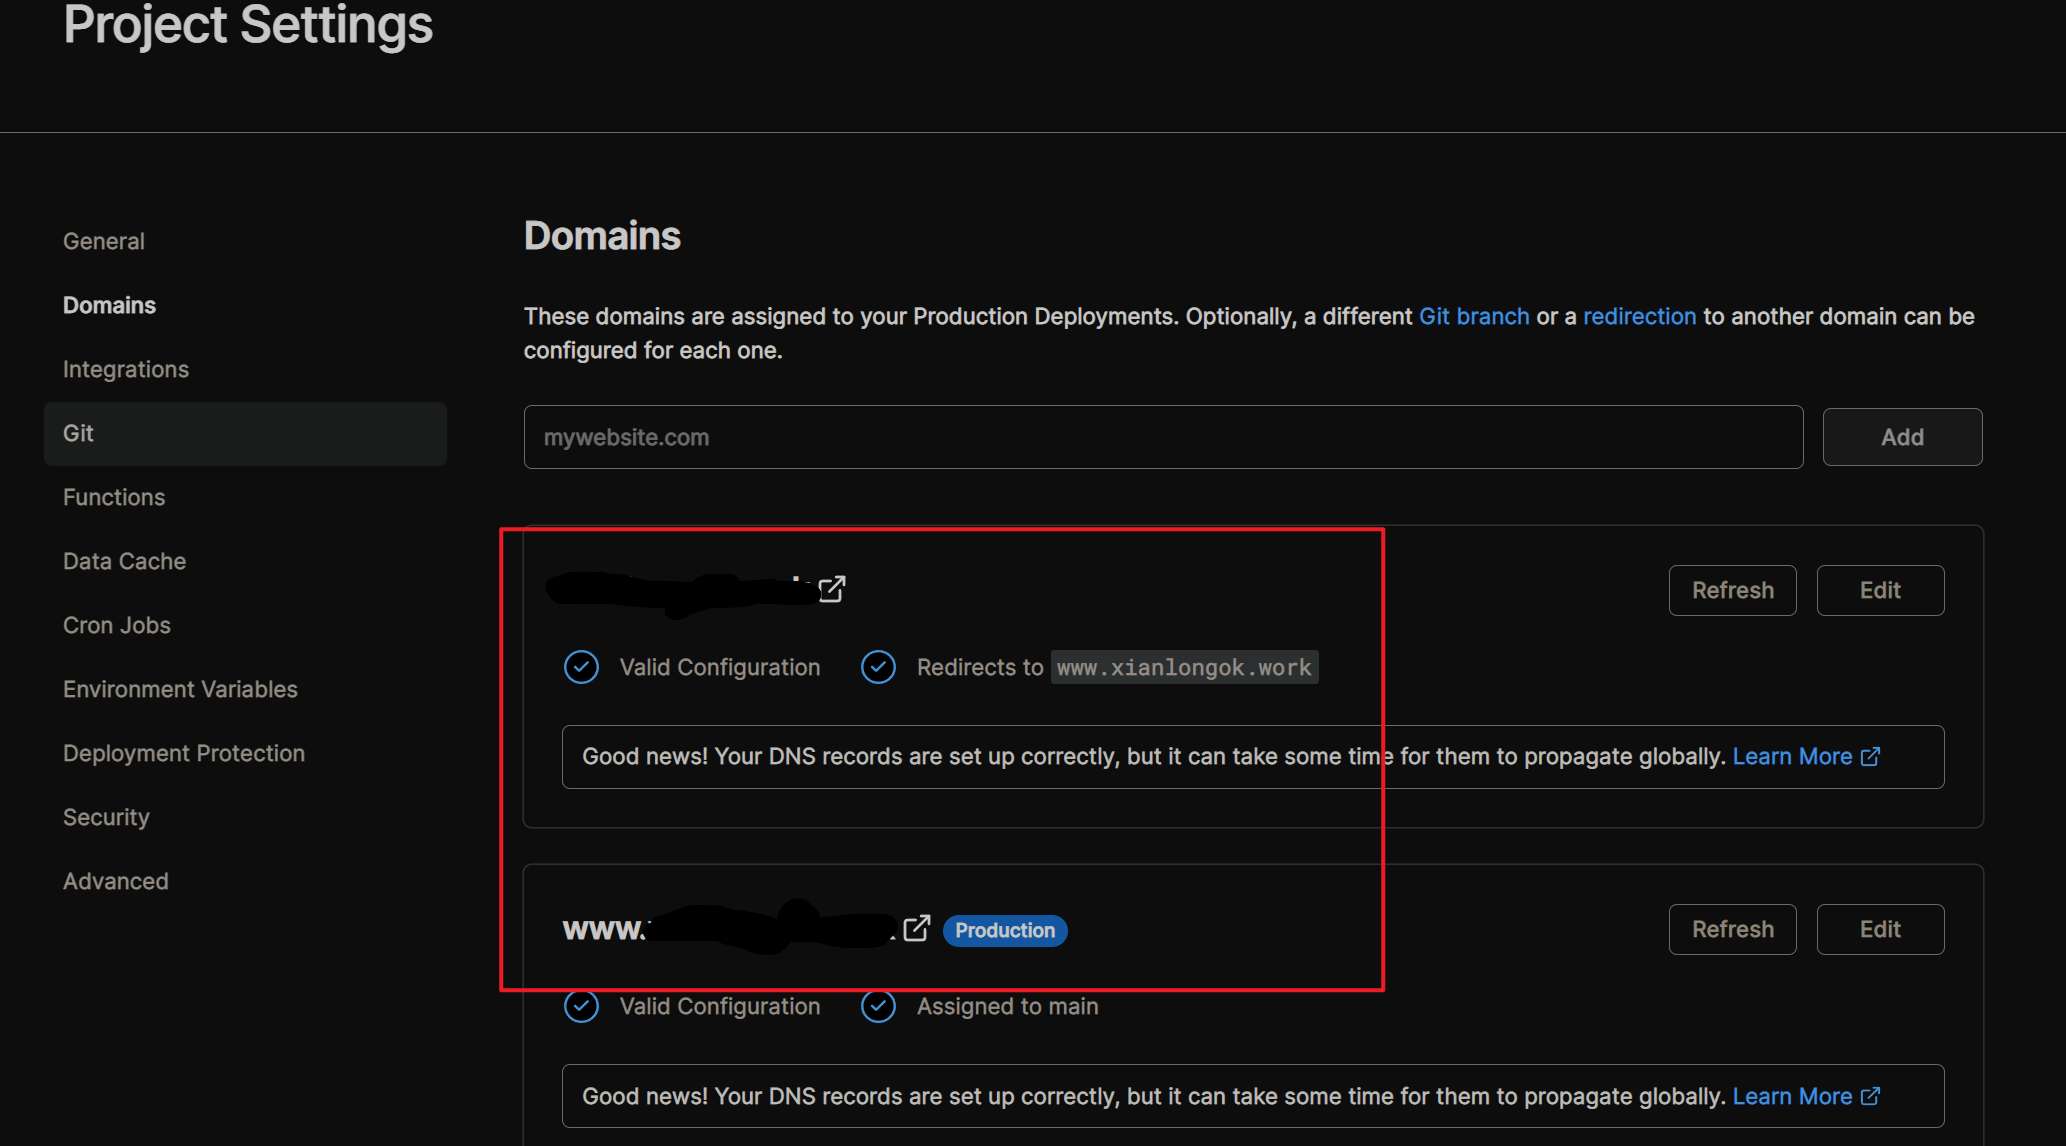 Project Settings
General
Domains
Integrations
Git
Functions
Data Cache
Cron Jobs
Environment Variables
Deployment Protection
Security
Advanced
Domains
These domains are assigned to your Production Deployments. Optionally, a different Git branch or a redirection to another domain can be
configured for each one.
mywebsite.com
Add
Refresh
Edit
Valid Configuration
Redirects to www.xianlongok.work
Good news! Your DNS records are set up correctly, but it can take some time for them to propagate globally. Learn More
www.
Production
Refresh
Edit
Valid Configuration
Assigned to main
Good news! Your DNS records are set up correctly, but it can take some time for them to propagate globally. Learn More